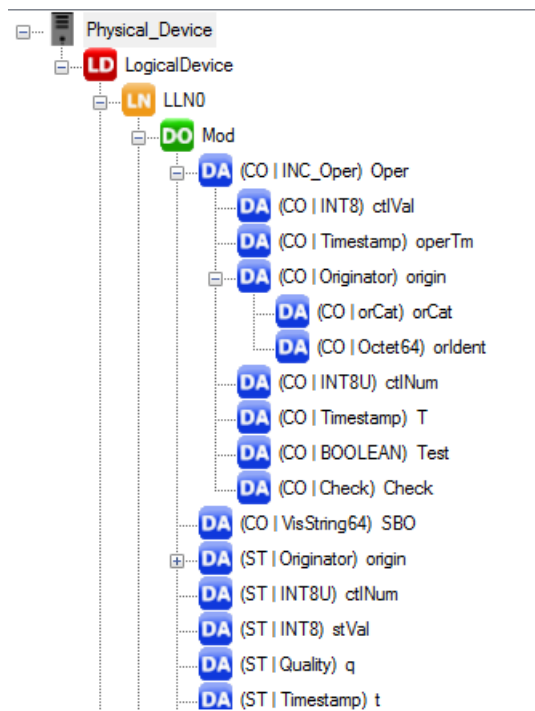 Physical_Device
LD LogicalDevice
LN LLN0
DO Mod
DA (CO | INC_Oper) Oper
DA (CO | INT8) ctlVal
DA (CO | Timestamp) operTm
DA (CO | Originator) origin
DA (CO | orCat) orCat
DA (CO | Octet64) orIdent
DA (CO | INT8U) ctlNum
DA (CO | Timestamp) T
DA (CO | BOOLEAN) Test
DA (CO | Check) Check
DA (CO | VisString64) SBO
DA (ST | Originator) origin
DA (ST | INT8U) ctlNum
DA (ST | INT8) stVal
DA (ST | Quality) q
DA (ST | Timestamp) t